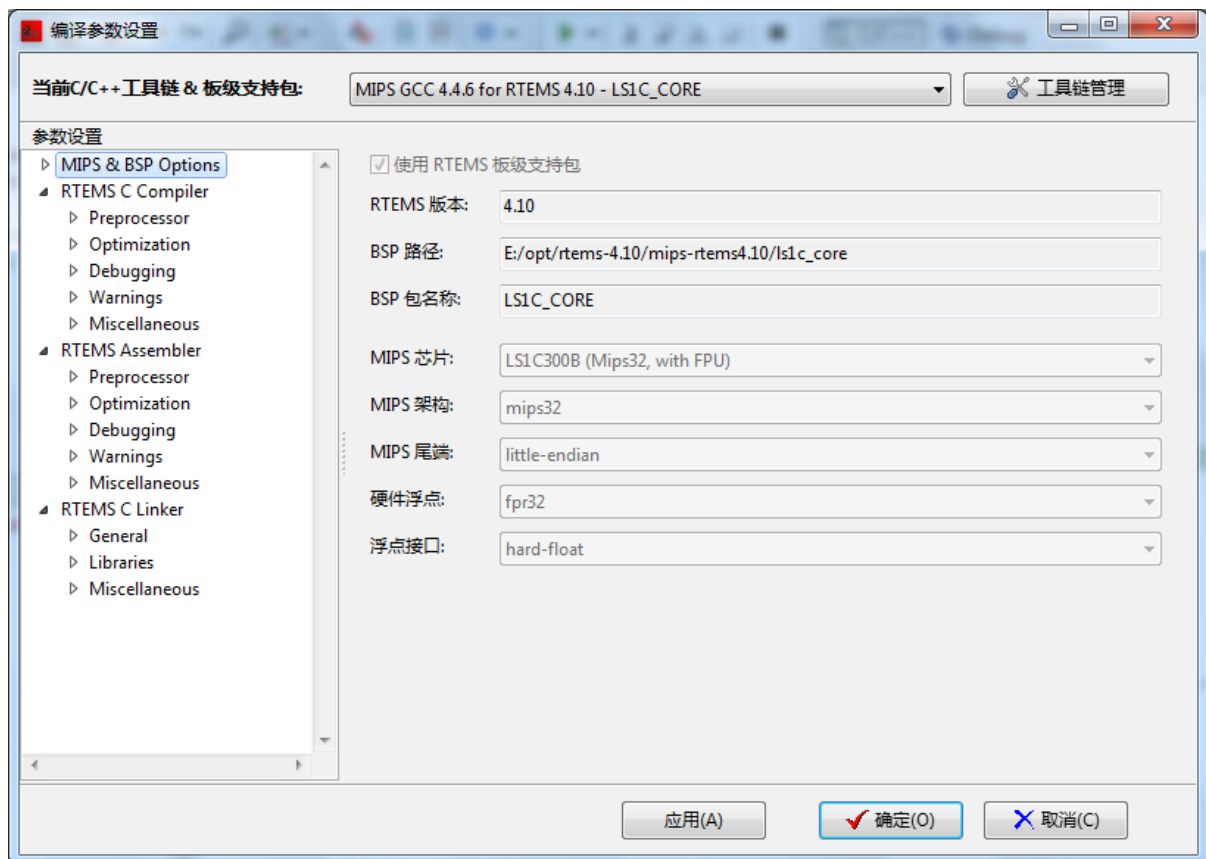 编译参数设置
当前C/C++工具链 & 板级支持包:
MIPS GCC 4.4.6 for RTEMS 4.10 - LS1C_CORE
工具链管理
参数设置
MIPS & BSP Options
RTEMS C Compiler
Preprocessor
Optimization
Debugging
Warnings
Miscellaneous
RTEMS Assembler
Preprocessor
Optimization
Debugging
Warnings
Miscellaneous
RTEMS C Linker
General
Libraries
Miscellaneous
使用 RTEMS 板级支持包
RTEMS 版本: 4.10
BSP 路径: E:/opt/rtems-4.10/mips-rtems4.10/ls1c_core
BSP 包名称: LS1C_CORE
MIPS 芯片: LS1C300B (Mips32, with FPU)
MIPS 架构: mips32
MIPS 尾端: little-endian
硬件浮点: fpr32
浮点接口: hard-float
应用(A)
确定(O)
取消(C)